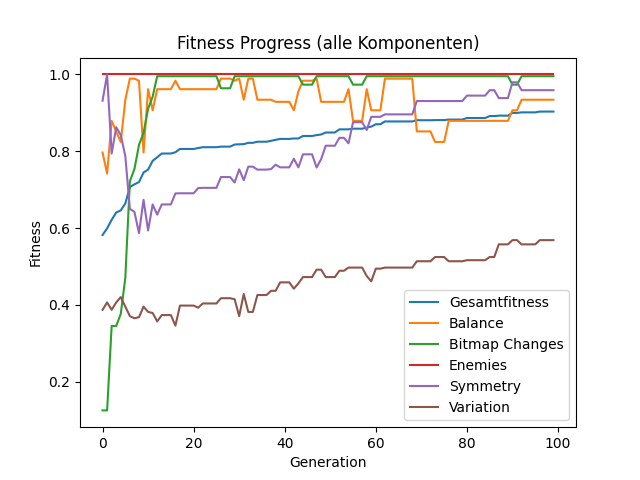 Fitness Progress (alle Komponenten)
Fitness
1.0
0.8
0.6
0.4
0.2
Gesamtfitness
Balance
Bitmap Changes
Enemies
Symmetry
Variation
0 20 40 60 80 100
Generation